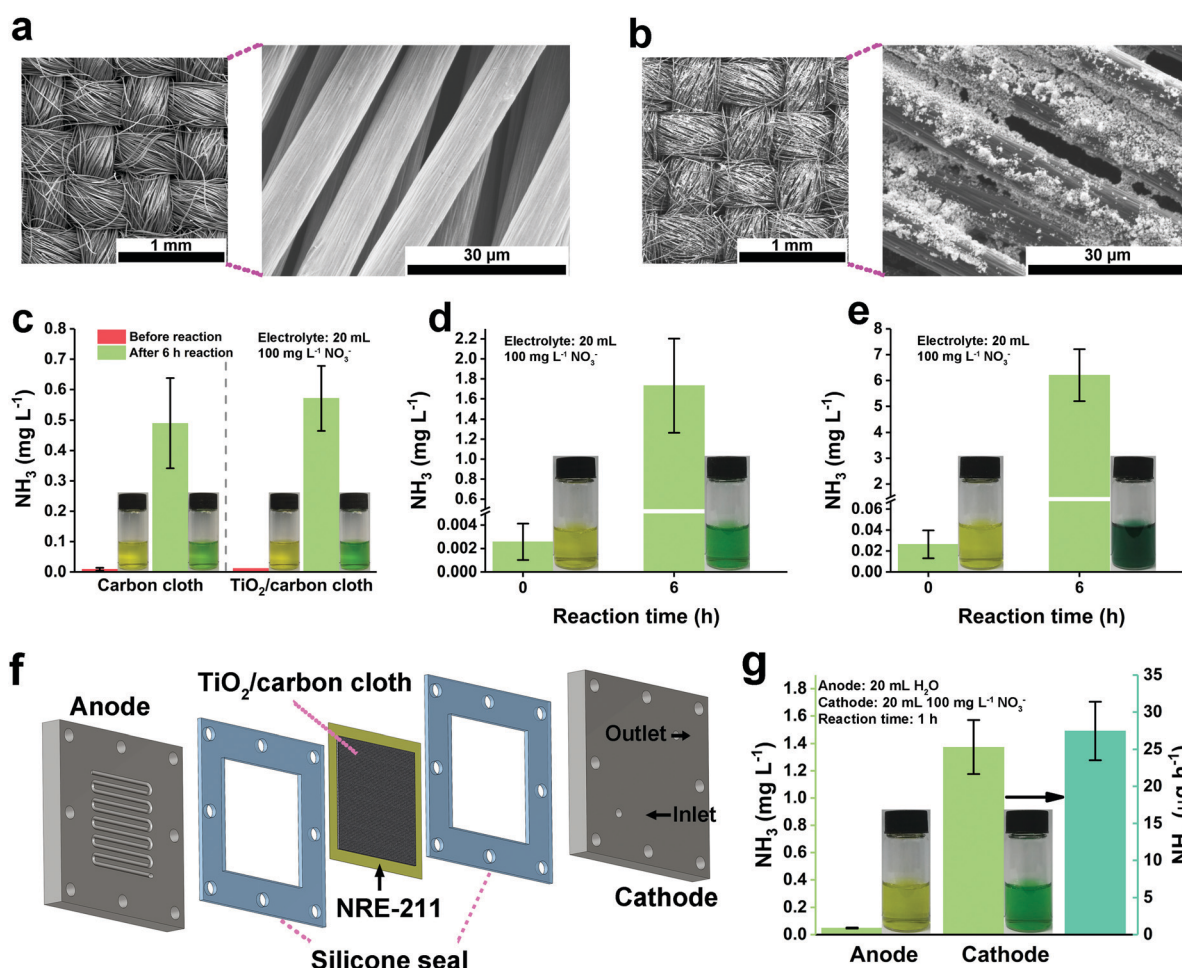 a
b
1 mm
30 µm
1 mm
30 µm
c
0.8
0.7
0.6
0.5
0.4
0.3
0.2
0.1
0.0
NH₃ (mg L⁻¹)
Before reaction
After 6 h reaction
Electrolyte: 20 mL
100 mg L⁻¹ NO₃⁻
Carbon cloth
TiO₂/carbon cloth
d
2.2
2.0
1.8
1.6
1.4
1.2
1.0
0.8
0.6
0.004
0.002
0.000
NH₃ (mg L⁻¹)
Electrolyte: 20 mL
100 mg L⁻¹ NO₃⁻
0
6
Reaction time (h)
e
8
7
6
5
4
3
2
0.06
0.04
0.02
0.00
NH₃ (mg L⁻¹)
Electrolyte: 20 mL
100 mg L⁻¹ NO₃⁻
0
6
Reaction time (h)
f
Anode
TiO₂/carbon cloth
Outlet
Inlet
NRE-211
Cathode
Silicone seal
g
1.8
1.6
1.4
1.2
1.0
0.8
0.6
0.4
0.2
0.0
NH₃ (mg L⁻¹)
Anode: 20 mL H₂O
Cathode: 20 mL 100 mg L⁻¹ NO₃⁻
Reaction time: 1 h
Anode
Cathode
35
30
25
20
15
10
5
0